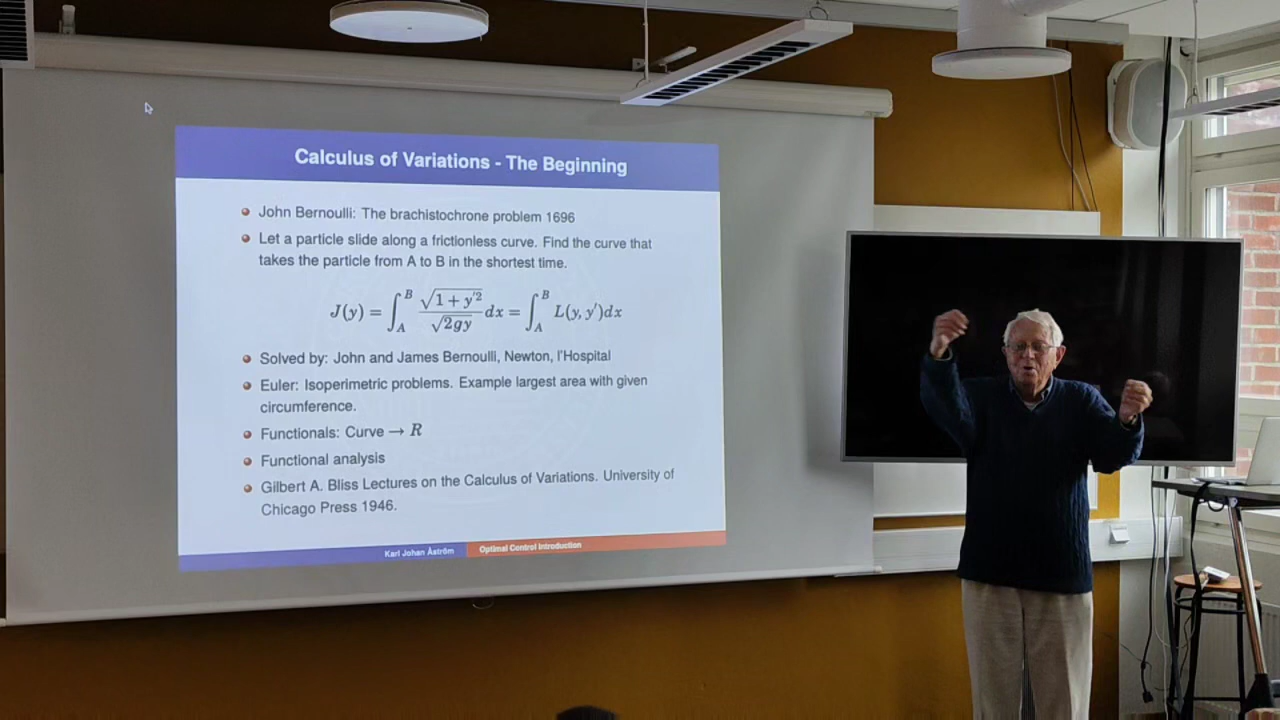 Calculus of Variations - The Beginning
John Bernoulli: The brachistochrone problem 1696
Let a particle slide along a frictionless curve. Find the curve that
takes the particle from A to B in the shortest time.
J(y) = ∫_A^B √(1 + y'²) / √(2gy) dx = ∫_A^B L(y, y')dx
Solved by: John and James Bernoulli, Newton, l'Hospital
Euler: Isoperimetric problems. Example largest area with given
circumference.
Functionals: Curve → R
Functional analysis
Gilbert A. Bliss Lectures on the Calculus of Variations. University of
Chicago Press 1946.
Karl Johan Åström Optimal Control Introduction